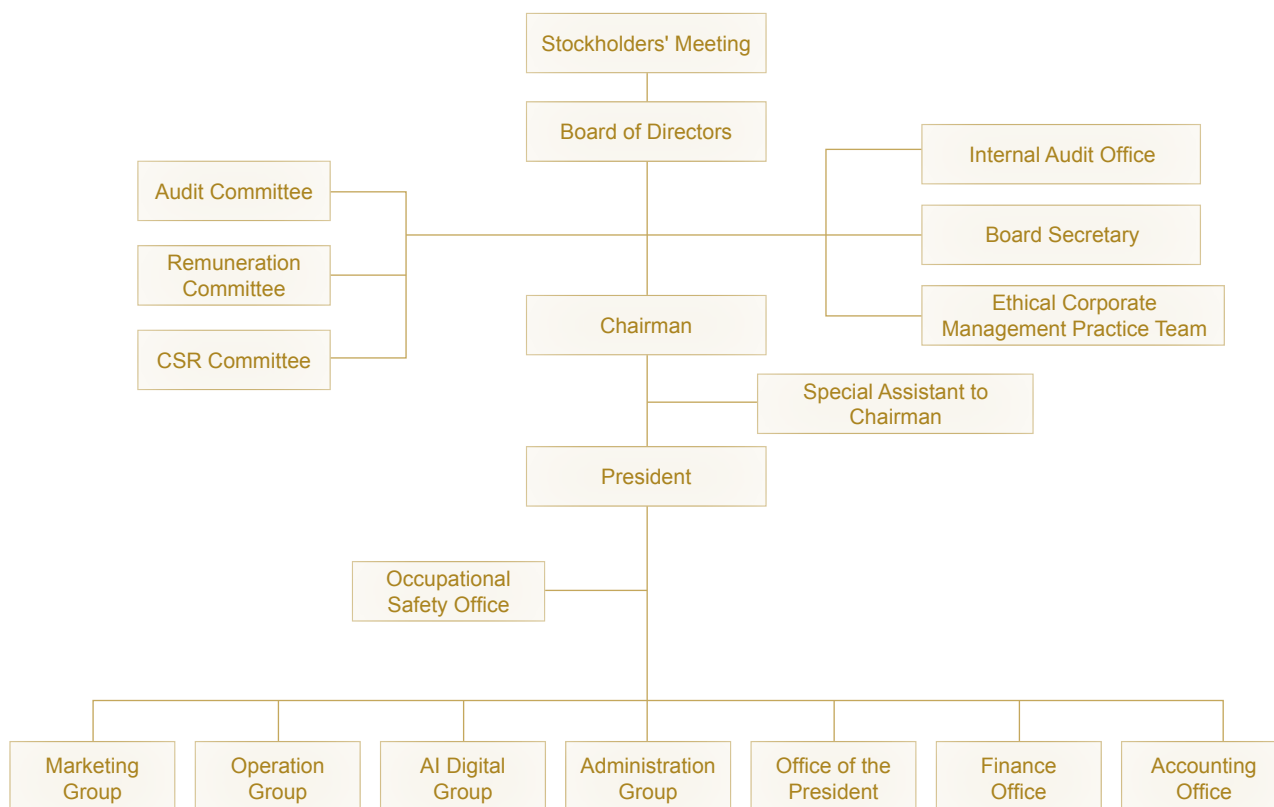 Stockholders' Meeting
Board of Directors
Internal Audit Office
Audit Committee
Board Secretary
Remuneration
Committee
Ethical Corporate
Management Practice Team
Chairman
CSR Committee
Special Assistant to
Chairman
President
Occupational
Safety Office
Marketing
Group
Operation
Group
AI Digital
Group
Administration
Group
Office of the
President
Finance
Office
Accounting
Office